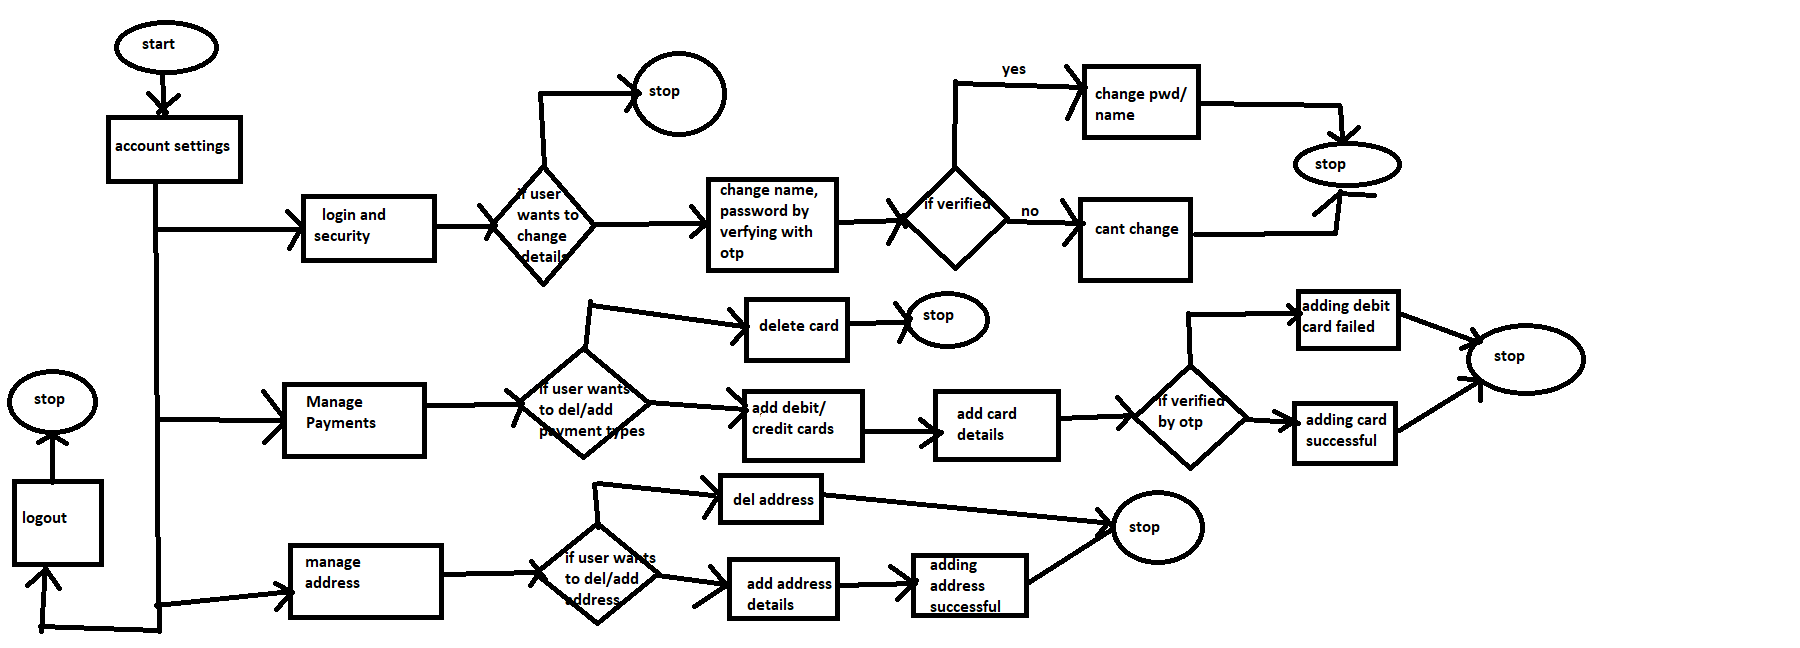 start
account settings
login and
security
if user
wants to
change
details
stop
change name,
password by
verfying with
otp
if verified
yes
no
change pwd/
name
cant change
stop
Manage
Payments
if user wants
to del/add
payment types
delete card
stop
add debit/
credit cards
add card
details
if verified
by otp
adding debit
card failed
adding card
successful
stop
manage
address
if user wants
to del/add
address
del address
add address
details
adding
address
successful
stop
logout
stop